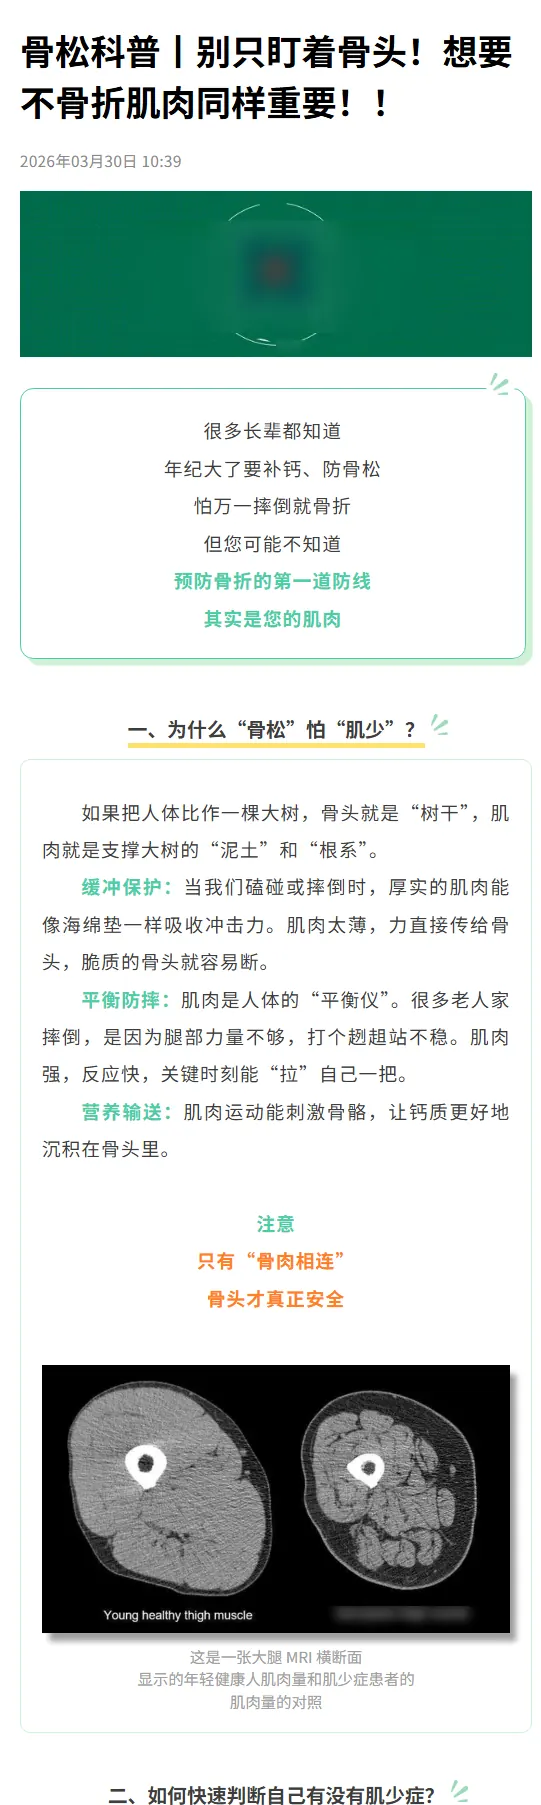 骨松科普丨别只盯着骨头！想要
不骨折肌肉同样重要！！
2026年03月30日 10:39
很多长辈都知道
年纪大了要补钙、防骨松
怕万一摔倒就骨折
但您可能不知道
预防骨折的第一道防线
其实是您的肌肉
一、为什么“骨松”怕“肌少”？
如果把人体比作一棵大树，骨头就是“树干”，肌
肉就是支撑大树的“泥土”和“根系”。
缓冲保护：当我们磕碰或摔倒时，厚实的肌肉能
像海绵垫一样吸收冲击力。肌肉太薄，力直接传给骨
头，脆质的骨头就容易断。
平衡防摔：肌肉是人体的“平衡仪”。很多老人家
摔倒，是因为腿部力量不够，打个趔趄站不稳。肌肉
强，反应快，关键时刻能“拉”自己一把。
营养输送：肌肉运动能刺激骨骼，让钙质更好地
沉积在骨头里。
注意
只有“骨肉相连”
骨头才真正安全
Young healthy thigh muscle
这是一张大腿 MRI 横断面
显示的年轻健康人肌肉量和肌少症患者的
肌肉量的对照
二、如何快速判断自己有没有肌少症？